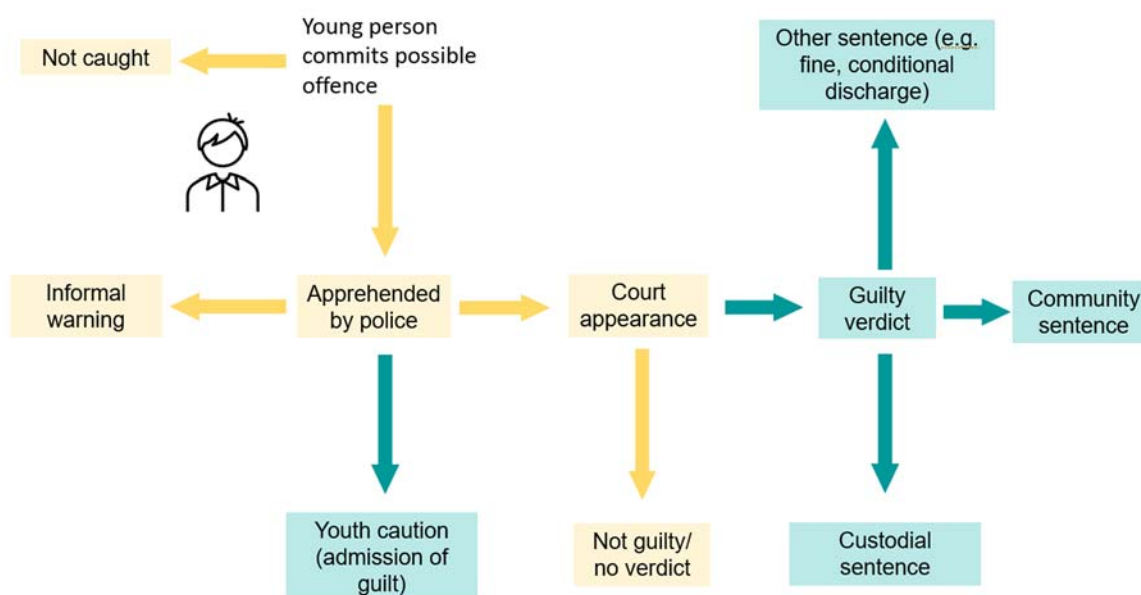 Young person
commits possible
offence
Not caught
Other sentence (e.g.
fine, conditional
discharge)
Informal
warning
Apprehended
by police
Court
appearance
Guilty
verdict
Community
sentence
Youth caution
(admission of
guilt)
Not guilty/
no verdict
Custodial
sentence